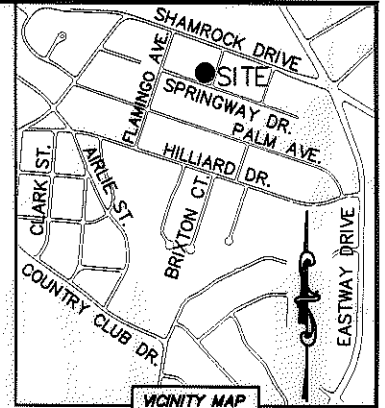 SHAMROCK DRIVE
FLAMINGO AVE.
SITE
SPRINGWAY DR.
PALM AVE.
HILLIARD DR.
CLARK ST.
AIRLIE ST.
BRIXTON CT.
EASTWAY DRIVE
COUNTRY CLUB DR.
VICINITY MAP